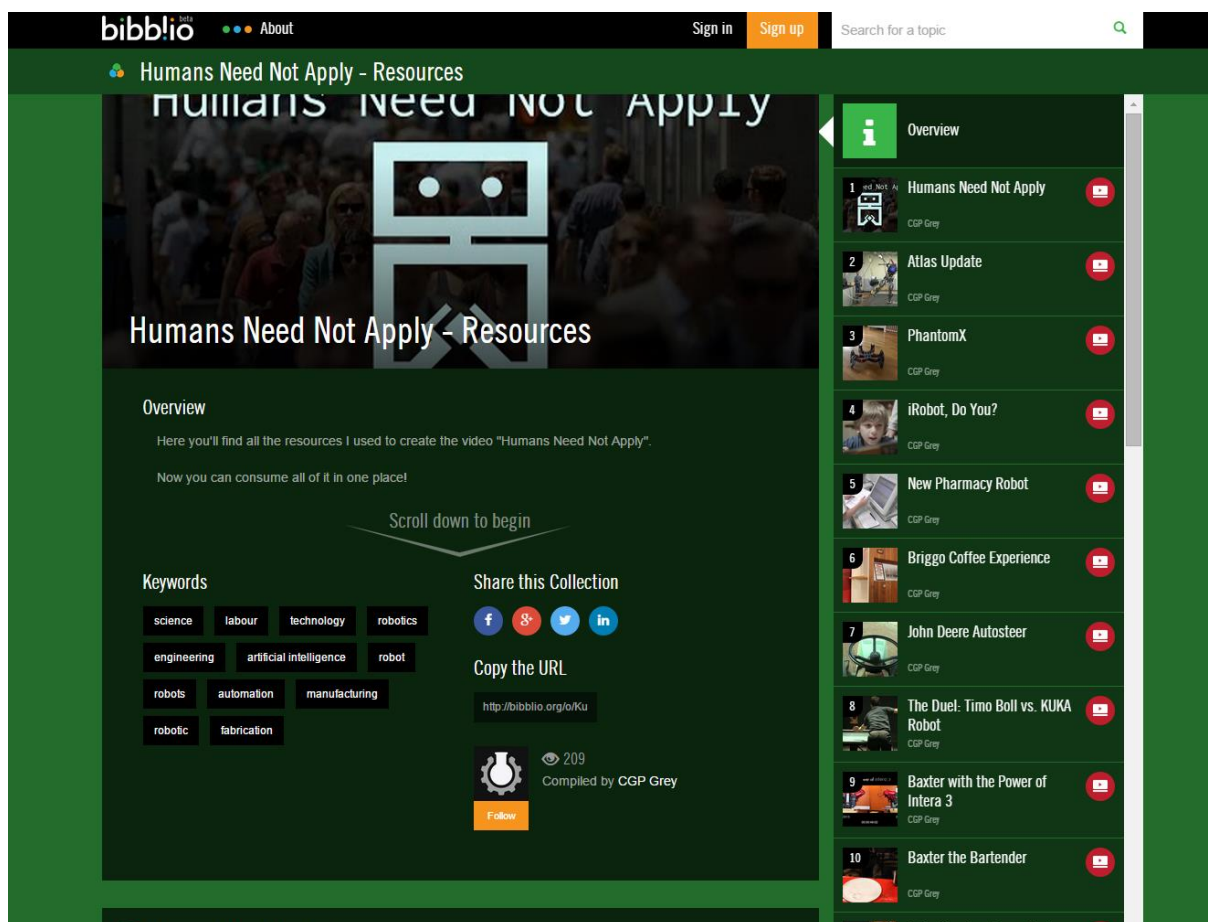 bibblio beta
About
Sign in
Sign up
Search for a topic
Humans Need Not Apply - Resources
Humans Need Not Apply
Humans Need Not Apply - Resources
Overview
Here you'll find all the resources I used to create the video "Humans Need Not Apply".
Now you can consume all of it in one place!
Scroll down to begin
Keywords
science labour technology robotics
engineering artificial intelligence robot
robots automation manufacturing
robotic fabrication
Share this Collection
Copy the URL
http://bibblio.org/o/Ku
209
Compiled by CGP Grey
Follow
Overview
1
Humans Need Not Apply
CGP Grey
2
Atlas Update
CGP Grey
3
PhantomX
CGP Grey
4
iRobot, Do You?
CGP Grey
5
New Pharmacy Robot
CGP Grey
6
Briggo Coffee Experience
CGP Grey
7
John Deere Autosteer
CGP Grey
8
The Duel: Timo Boll vs. KUKA
Robot
CGP Grey
9
Baxter with the Power of
Intera 3
CGP Grey
10
Baxter the Bartender
CGP Grey